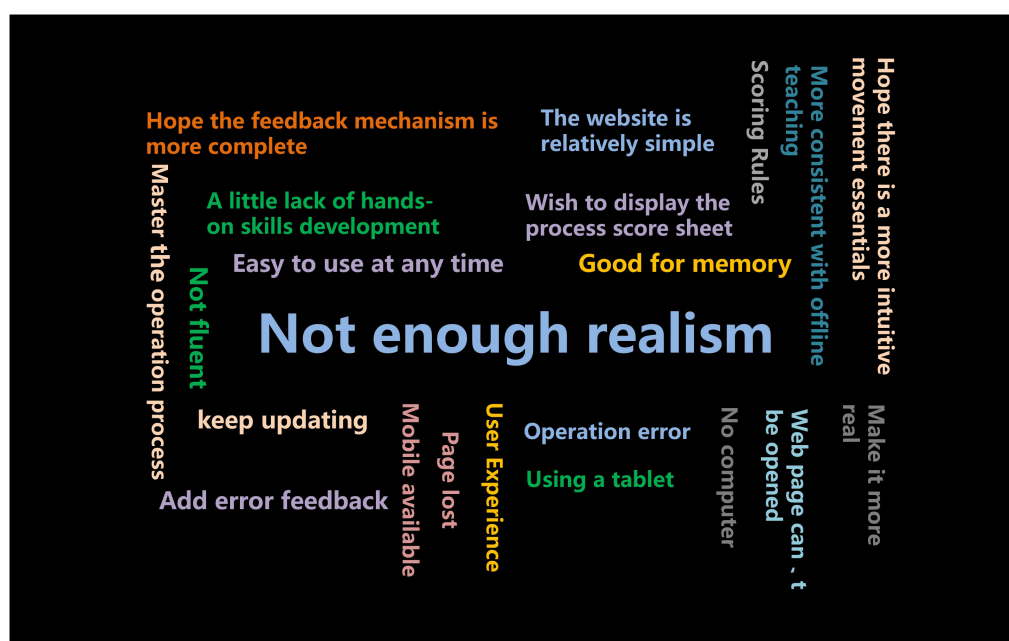 Hope the feedback mechanism is
more complete
The website is
relatively simple
Scoring Rules
More consistent with offline
teaching
Hope there is a more intuitive
movement essentials
Master the operation process
A little lack of hands-
on skills development
Wish to display the
process score sheet
Easy to use at any time
Good for memory
Not fluent
Not enough realism
keep updating
Mobile available
Page lost
User Experience
Operation error
Using a tablet
No computer
Web page can、t
be opened
Make it more
real
Add error feedback